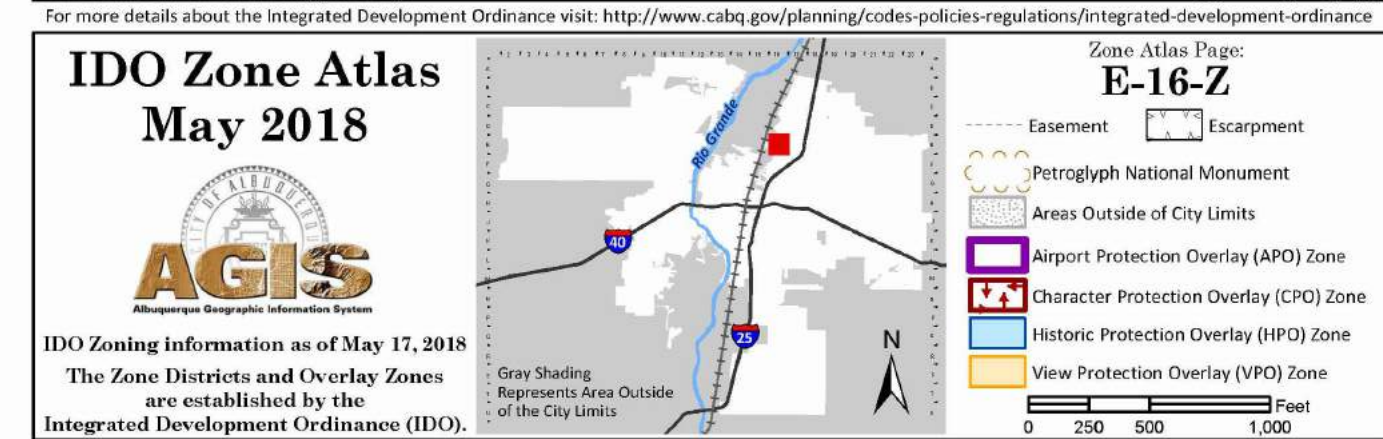 For more details about the Integrated Development Ordinance visit: http://www.cabq.gov/planning/codes-policies-regulations/integrated-development-ordinance
IDO Zone Atlas
May 2018
CITY OF ALBUQUERQUE
AGIS
Albuquerque Geographic Information System
IDO Zoning information as of May 17, 2018
The Zone Districts and Overlay Zones
are established by the
Integrated Development Ordinance (IDO).
Rio Grande
40
25
N
Gray Shading
Represents Area Outside
of the City Limits
Zone Atlas Page:
E-16-Z
Easement
Escarpment
Petroglyph National Monument
Areas Outside of City Limits
Airport Protection Overlay (APO) Zone
Character Protection Overlay (CPO) Zone
Historic Protection Overlay (HPO) Zone
View Protection Overlay (VPO) Zone
Feet
0 250 500 1,000